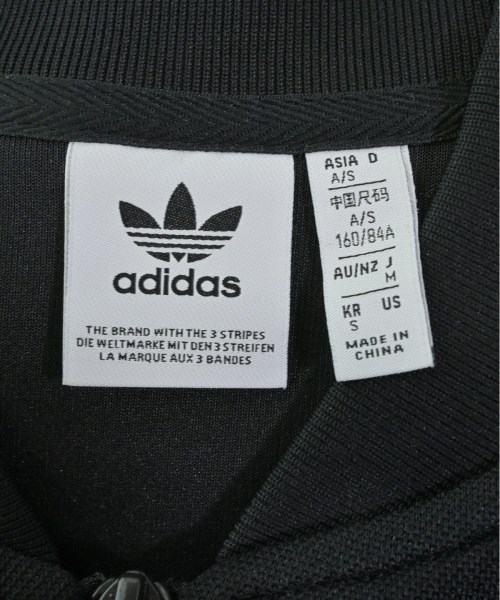 adidas
THE BRAND WITH THE 3 STRIPES
DIE WELTMARKE MIT DEN 3 STREIFEN
LA MARQUE AUX 3 BANDES
ASIA D
A/S
中国尺码
A/S
160/84A
AU/NZ J
M
KR US
S
MADE IN
CHINA